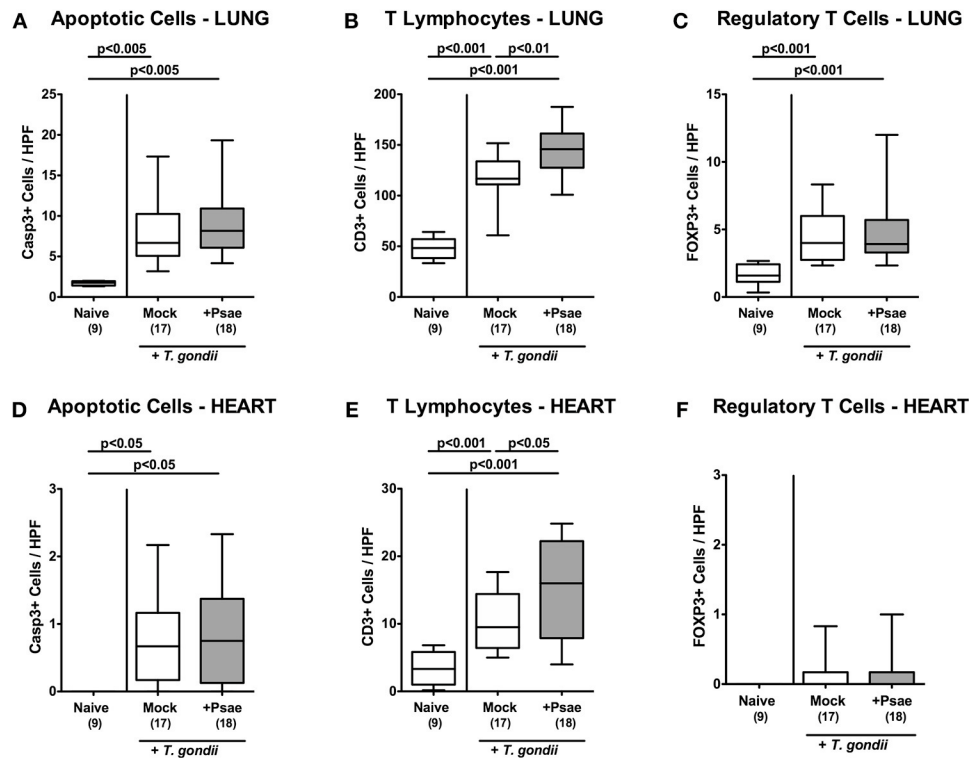 A Apoptotic Cells - LUNG
p<0.005
p<0.005
Casp3+ Cells / HPF
25
20
15
10
5
0
Naive Mock +Psae
(9) (17) (18)
+ T. gondii
B T Lymphocytes - LUNG
p<0.001 p<0.01
p<0.001
CD3+ Cells / HPF
200
150
100
50
0
Naive Mock +Psae
(9) (17) (18)
+ T. gondii
C Regulatory T Cells - LUNG
p<0.001
p<0.001
FOXP3+ Cells / HPF
15
10
5
0
Naive Mock +Psae
(9) (17) (18)
+ T. gondii
D Apoptotic Cells - HEART
p<0.05
p<0.05
Casp3+ Cells / HPF
3
2
1
0
Naive Mock +Psae
(9) (17) (18)
+ T. gondii
E T Lymphocytes - HEART
p<0.001 p<0.05
p<0.001
CD3+ Cells / HPF
30
20
10
0
Naive Mock +Psae
(9) (17) (18)
+ T. gondii
F Regulatory T Cells - HEART
FOXP3+ Cells / HPF
3
2
1
0
Naive Mock +Psae
(9) (17) (18)
+ T. gondii